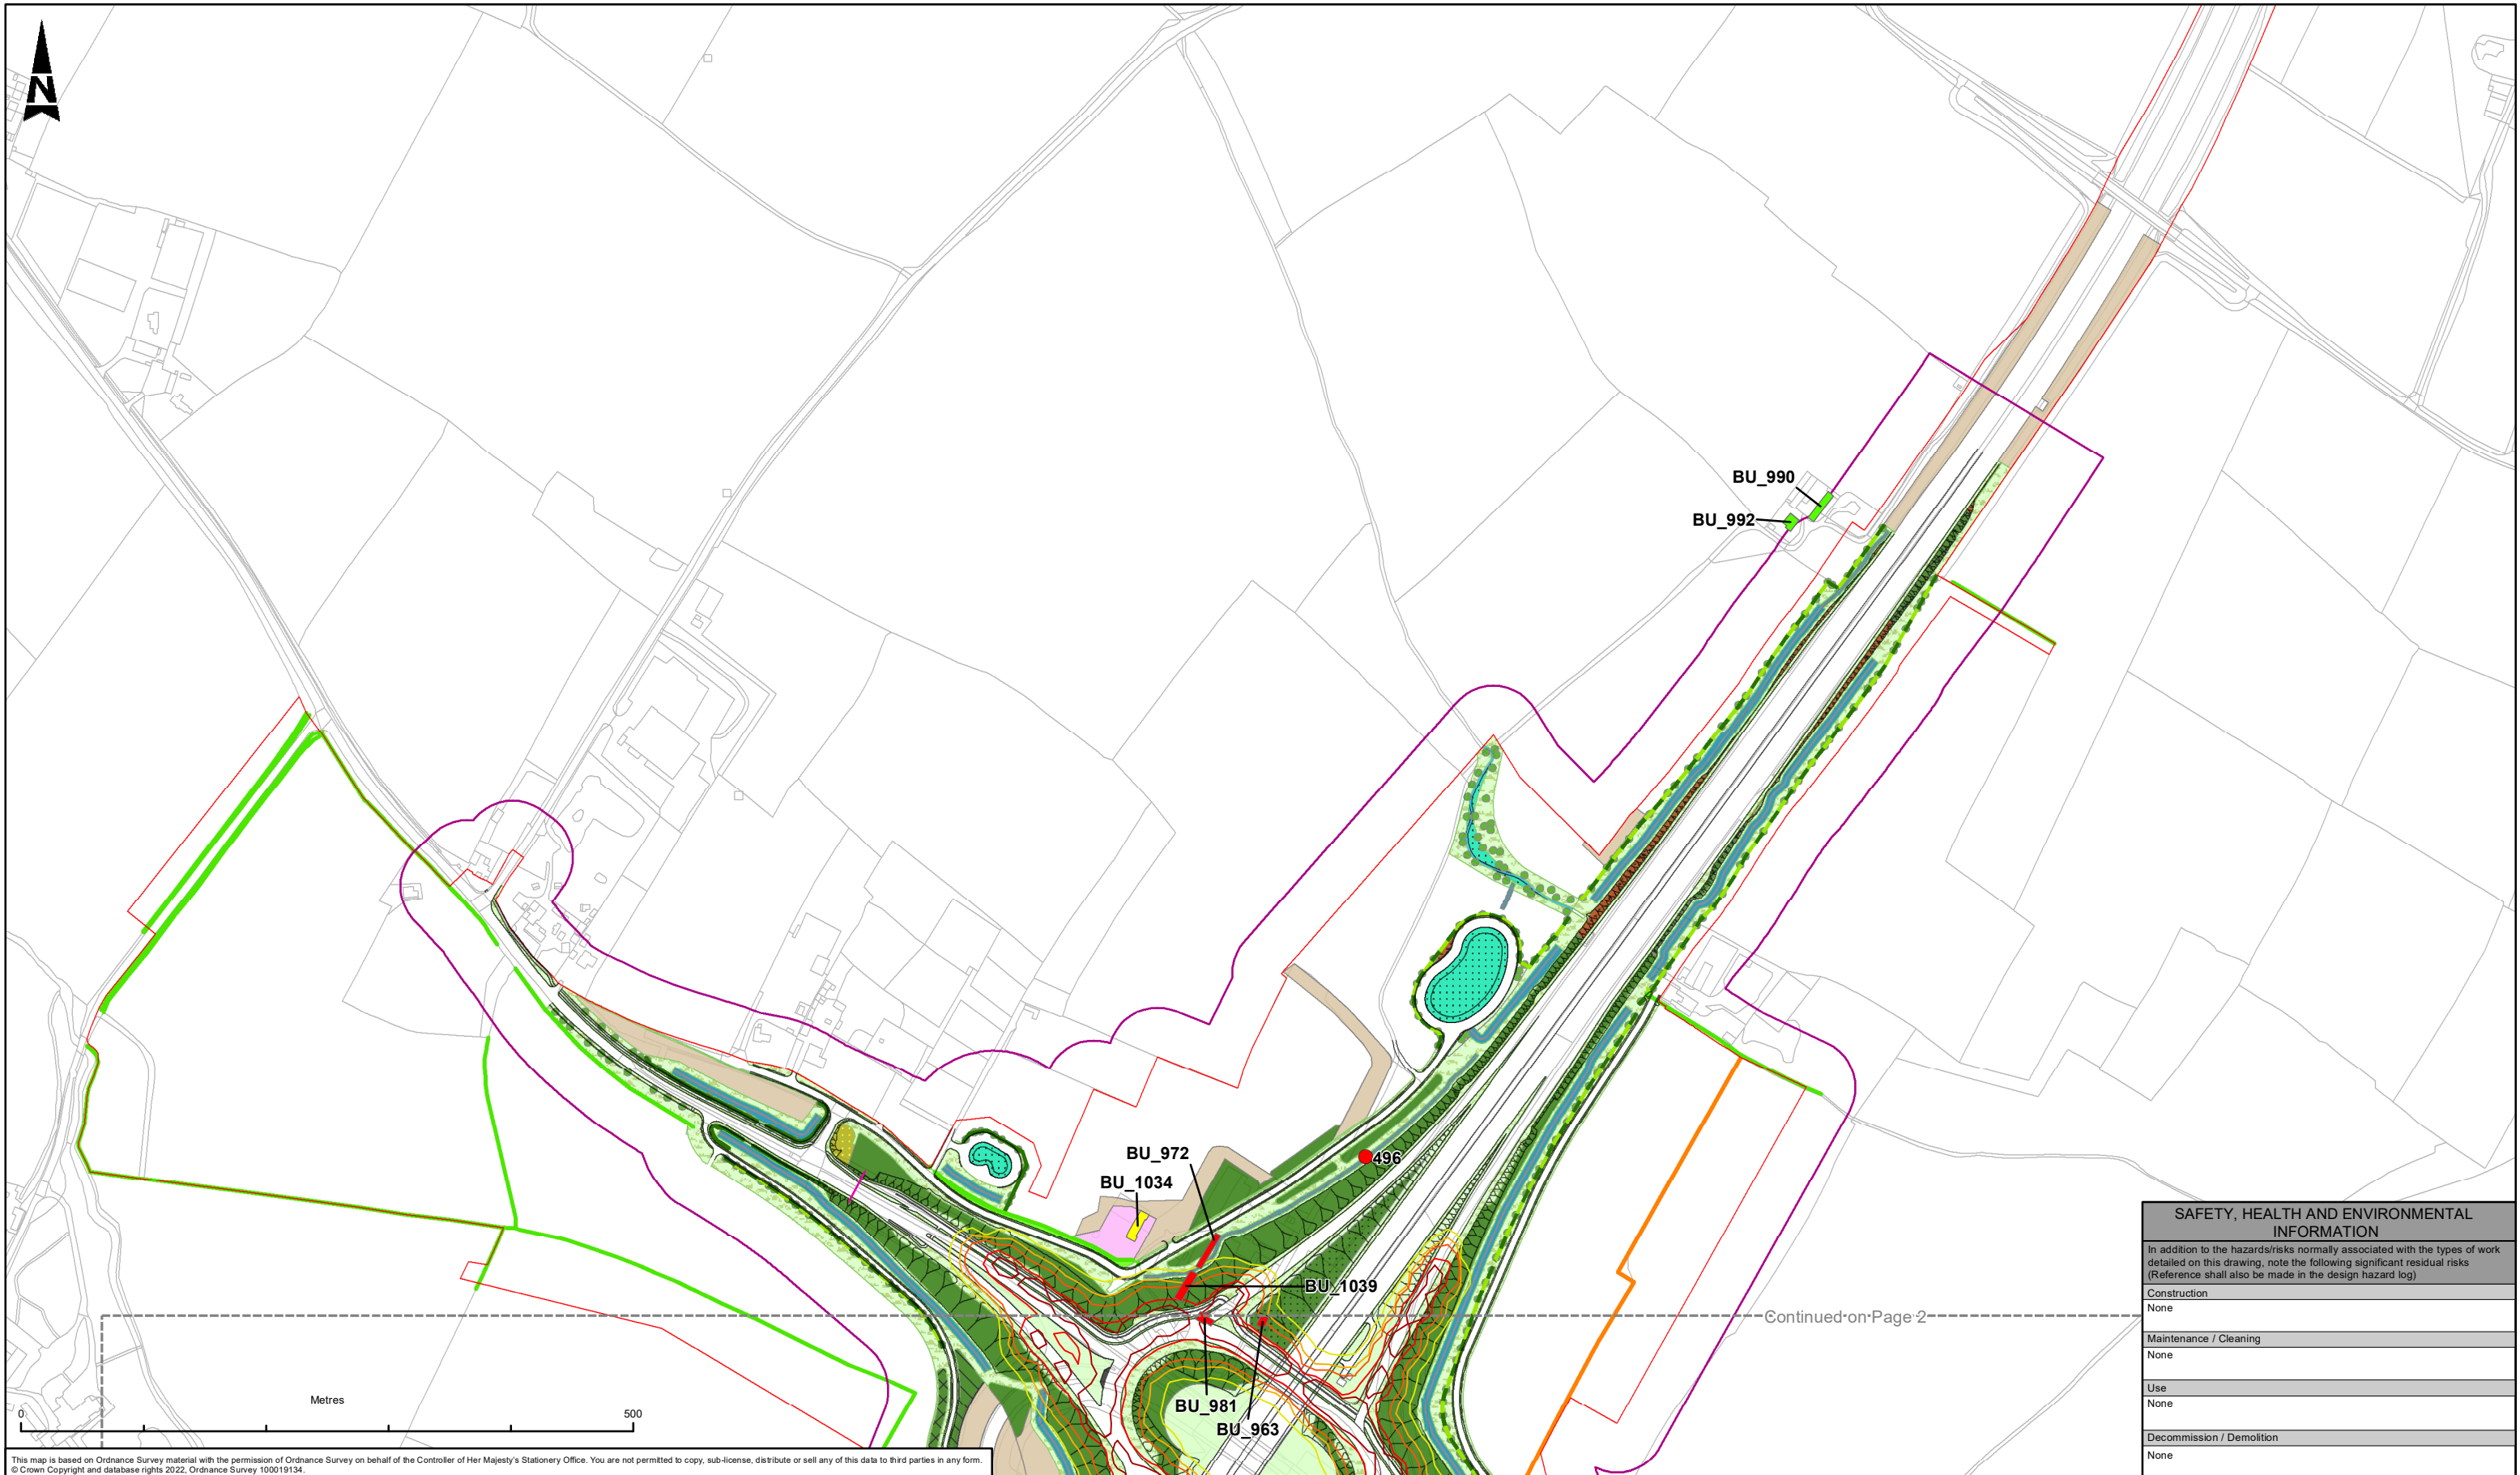 N
BU_990
BU_992
BU_972
496
BU_1034
BU_1039
Continued on Page 2
BU_981
BU_963
Metres
0
500
SAFETY, HEALTH AND ENVIRONMENTAL
INFORMATION
In addition to the hazards/risks normally associated with the types of work
detailed on this drawing, note the following significant residual risks
(Reference shall also be made in the design hazard log)
Construction
None
Maintenance / Cleaning
None
Use
None
Decommission / Demolition
None
This map is based on Ordnance Survey material with the permission of Ordnance Survey on behalf of the Controller of Her Majesty's Stationery Office. You are not permitted to copy, sub-license, distribute or sell any of this data to third parties in any form.
© Crown Copyright and database rights 2022, Ordnance Survey 100019134.